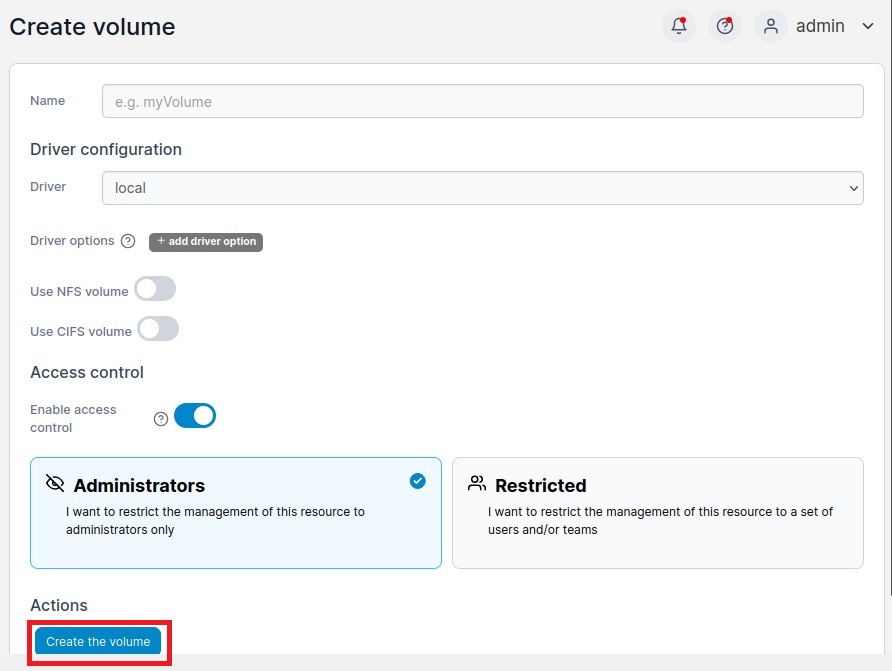 Create volume
admin
Name
e.g. myVolume
Driver configuration
Driver
local
Driver options
+ add driver option
Use NFS volume
Use CIFS volume
Access control
Enable access
control
Administrators
I want to restrict the management of this resource to
administrators only
Restricted
I want to restrict the management of this resource to a set of
users and/or teams
Actions
Create the volume